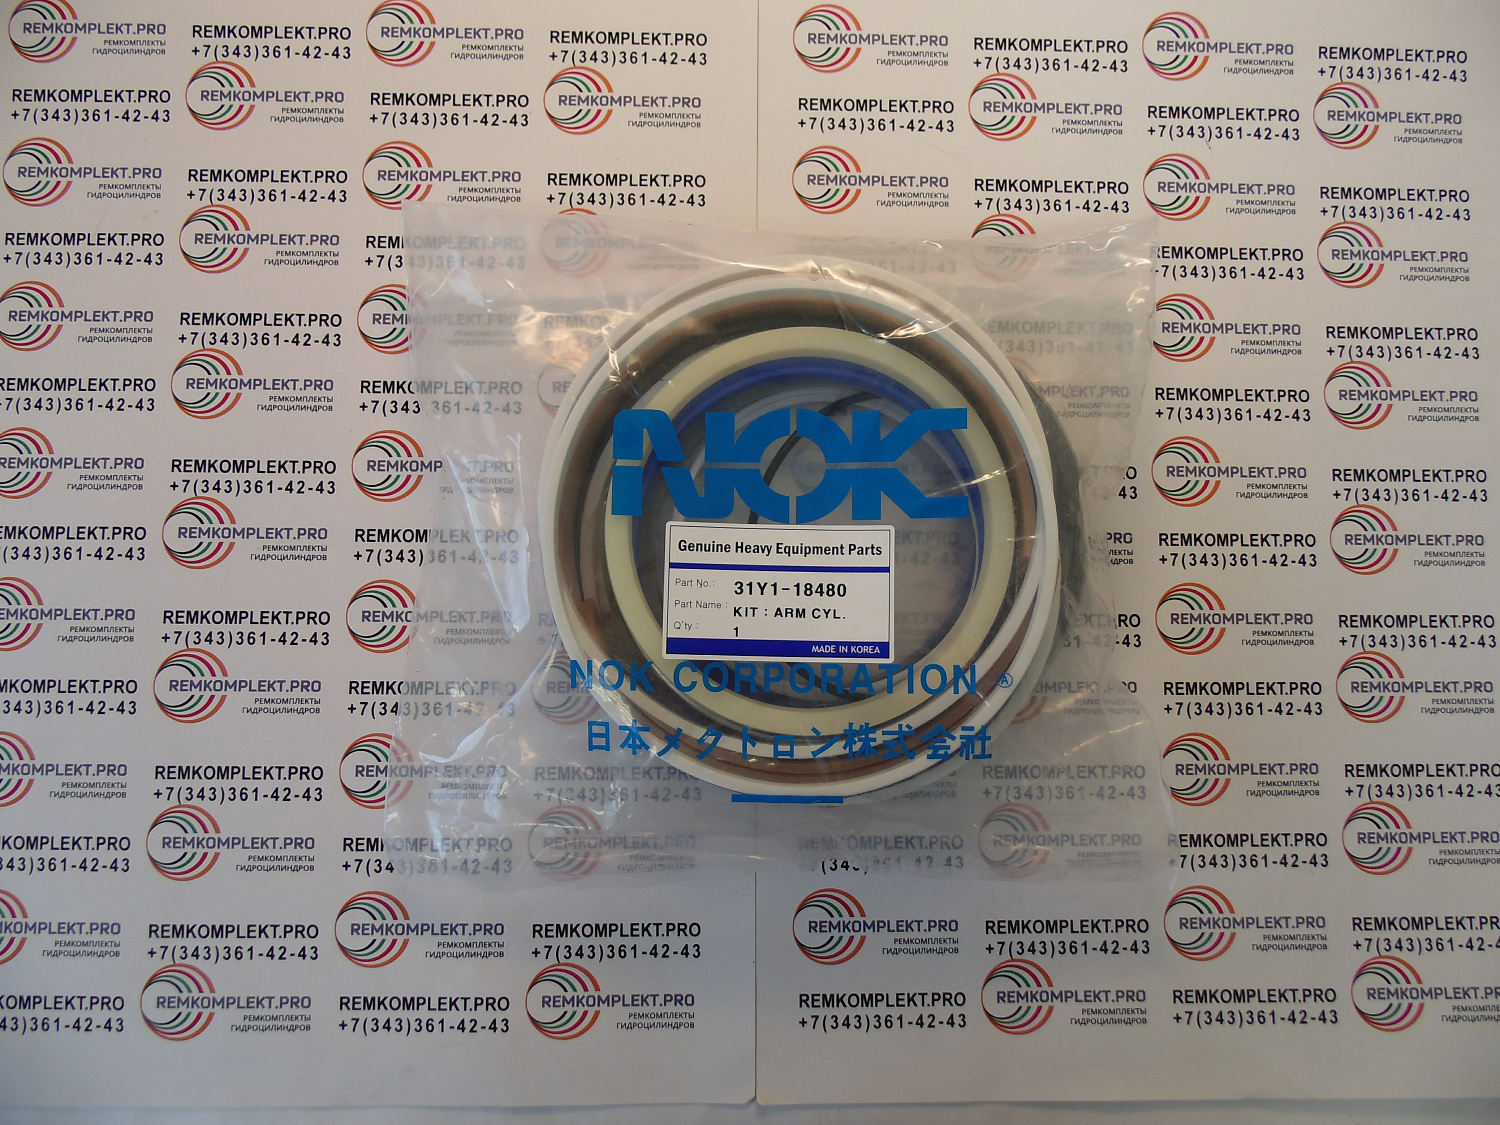 REMKOMPLEKT.PRO
РЕМКОМПЛЕКТЫ
ГИДРОЦИЛИНДРОВ
REMKOMPLEKT.PRO
+7(343)361-42-43
NOK
Genuine Heavy Equipment Parts
Part No.: 31Y1-18480
Part Name : KIT : ARM CYL.
Q'ty : 1
MADE IN KOREA
NOK CORPORATION
日本メクトロン株式会社